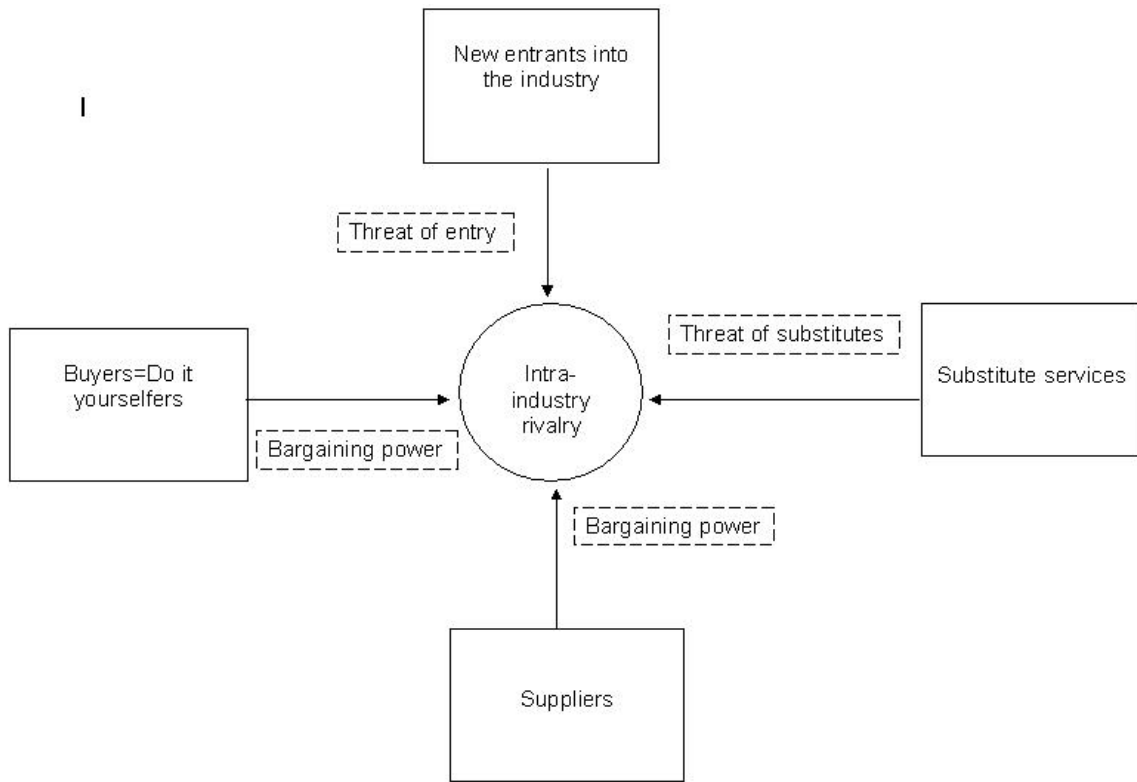 New entrants into
the industry
I
Threat of entry
Threat of substitutes
Buyers=Do it
yourselfers
Intra-
industry
rivalry
Substitute services
Bargaining power
Bargaining power
Suppliers